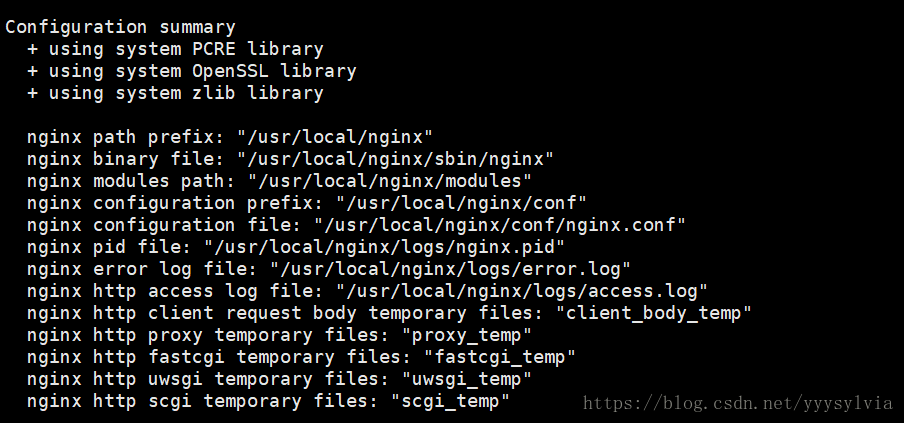 Configuration summary
+ using system PCRE library
+ using system OpenSSL library
+ using system zlib library
nginx path prefix: "/usr/local/nginx"
nginx binary file: "/usr/local/nginx/sbin/nginx"
nginx modules path: "/usr/local/nginx/modules"
nginx configuration prefix: "/usr/local/nginx/conf"
nginx configuration file: "/usr/local/nginx/conf/nginx.conf"
nginx pid file: "/usr/local/nginx/logs/nginx.pid"
nginx error log file: "/usr/local/nginx/logs/error.log"
nginx http access log file: "/usr/local/nginx/logs/access.log"
nginx http client request body temporary files: "client_body_temp"
nginx http proxy temporary files: "proxy_temp"
nginx http fastcgi temporary files: "fastcgi_temp"
nginx http uwsgi temporary files: "uwsgi_temp"
nginx http scgi temporary files: "scgi_temp"
https://blog.csdn.net/yyysylvia